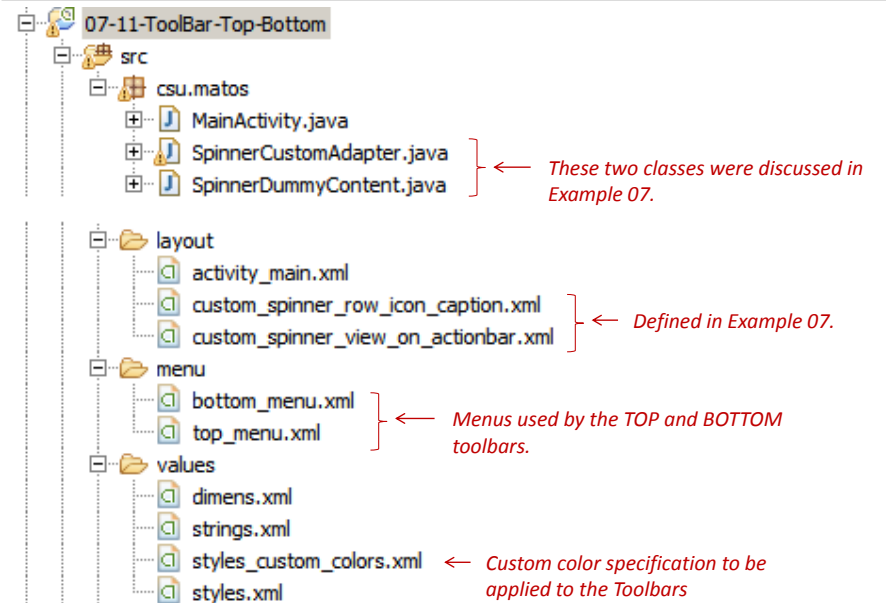 07-11-ToolBar-Top-Bottom
src
csu.matos
MainActivity.java
SpinnerCustomAdapter.java
SpinnerDummyContent.java
These two classes were discussed in
Example 07.
layout
activity_main.xml
custom_spinner_row_icon_caption.xml
custom_spinner_view_on_actionbar.xml
Defined in Example 07.
menu
bottom_menu.xml
top_menu.xml
Menus used by the TOP and BOTTOM
toolbars.
values
dimens.xml
strings.xml
styles_custom_colors.xml
styles.xml
Custom color specification to be
applied to the Toolbars